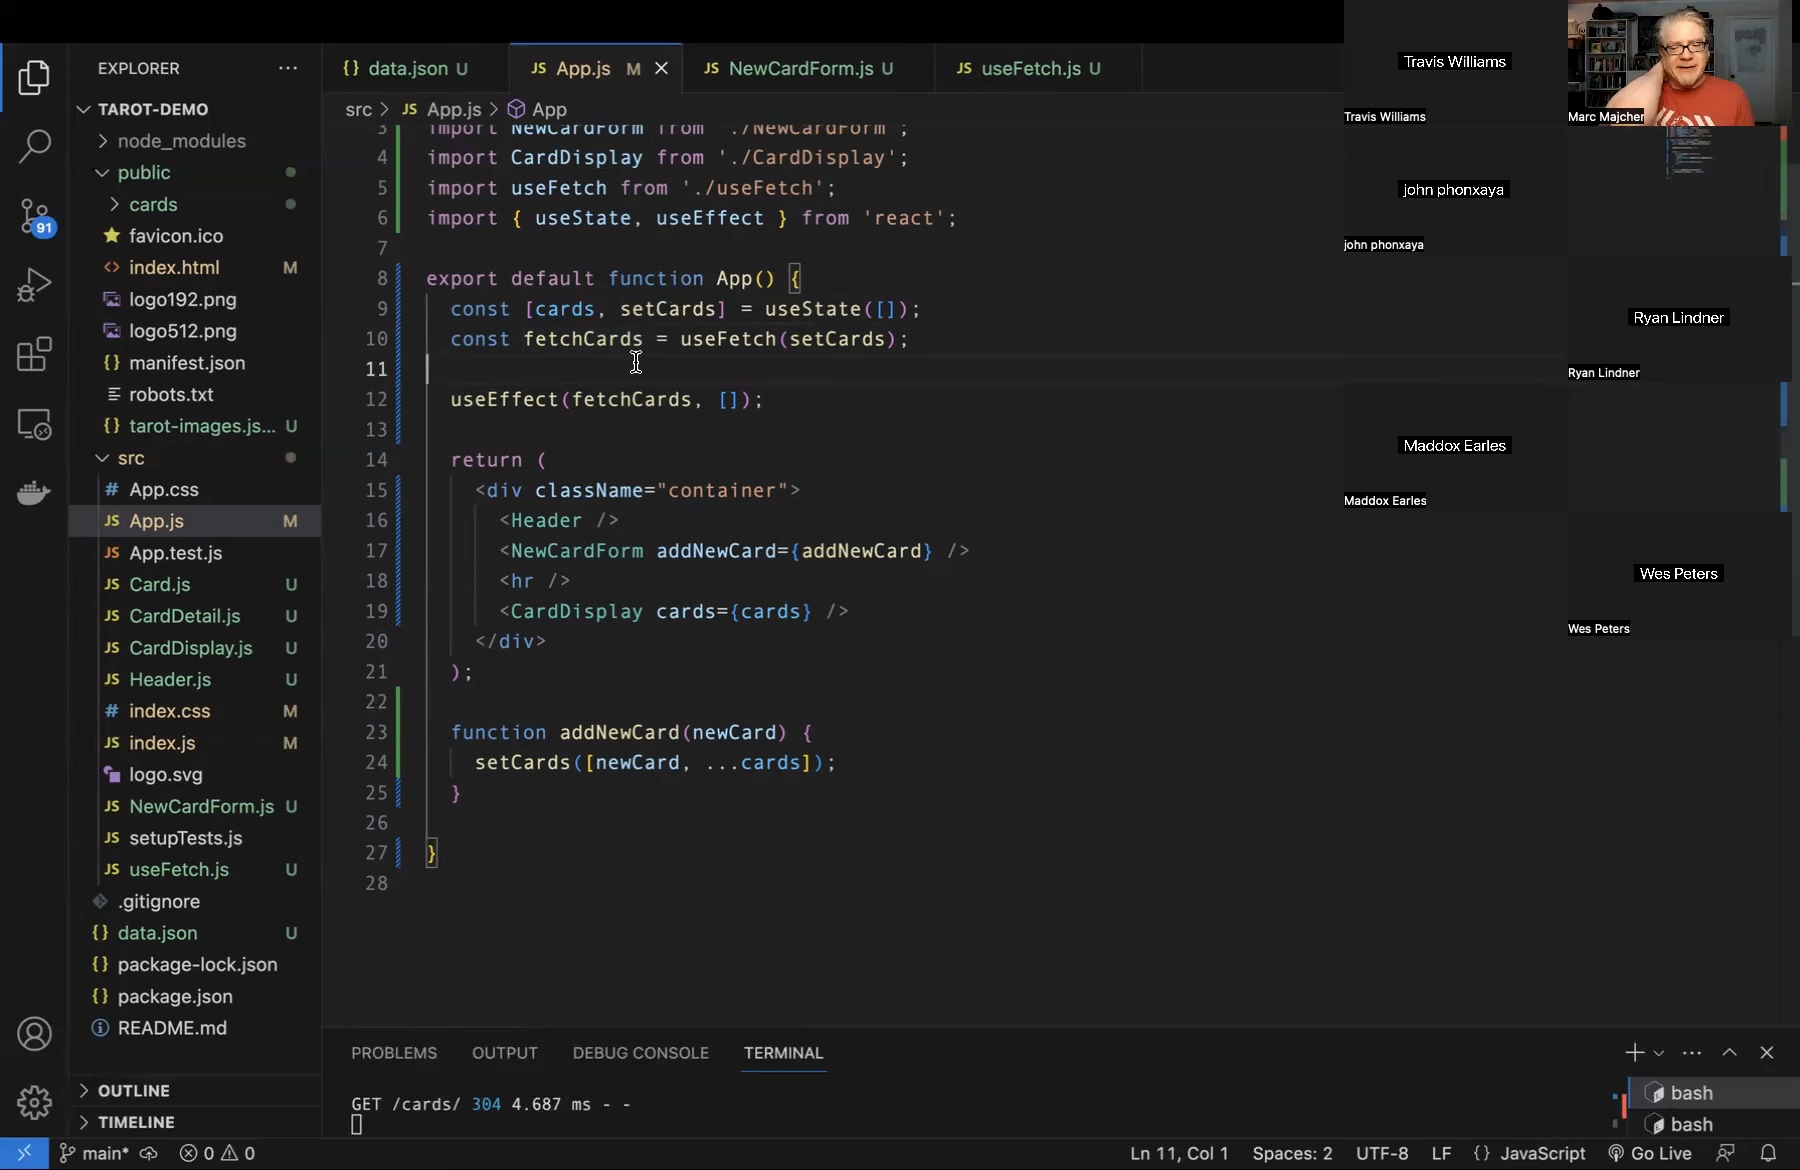 EXPLORER
TAROT-DEMO
node_modules
public
cards
favicon.ico
index.html M
logo192.png
logo512.png
manifest.json
robots.txt
tarot-images.js... U
src
App.css
App.js M
App.test.js
Card.js U
CardDetail.js U
CardDisplay.js U
Header.js U
index.css M
index.js M
logo.svg
NewCardForm.js U
setupTests.js
useFetch.js U
.gitignore
data.json U
package-lock.json
package.json
README.md
OUTLINE
TIMELINE
91
data.json U
JS App.js M
JS NewCardForm.js U
JS useFetch.js U
src > JS App.js > App
3 import NewCardForm from './NewCardForm';
4 import CardDisplay from './CardDisplay';
5 import useFetch from './useFetch';
6 import { useState, useEffect } from 'react';
7
8 export default function App() {
9 const [cards, setCards] = useState([]);
10 const fetchCards = useFetch(setCards);
11
12 useEffect(fetchCards, []);
13
14 return (
15 <div className="container">
16 <Header />
17 <NewCardForm addNewCard={addNewCard} />
18 <hr />
19 <CardDisplay cards={cards} />
20 </div>
21 );
22
23 function addNewCard(newCard) {
24 setCards([newCard, ...cards]);
25 }
26
27 }
28
PROBLEMS OUTPUT DEBUG CONSOLE TERMINAL
GET /cards/ 304 4.687 ms - -
bash
bash
main* 0 0 Ln 11, Col 1 Spaces: 2 UTF-8 LF {} JavaScript Go Live
Travis Williams
Travis Williams
Marc Majcher
john phonxaya
john phonxaya
Ryan Lindner
Ryan Lindner
Maddox Earles
Maddox Earles
Wes Peters
Wes Peters